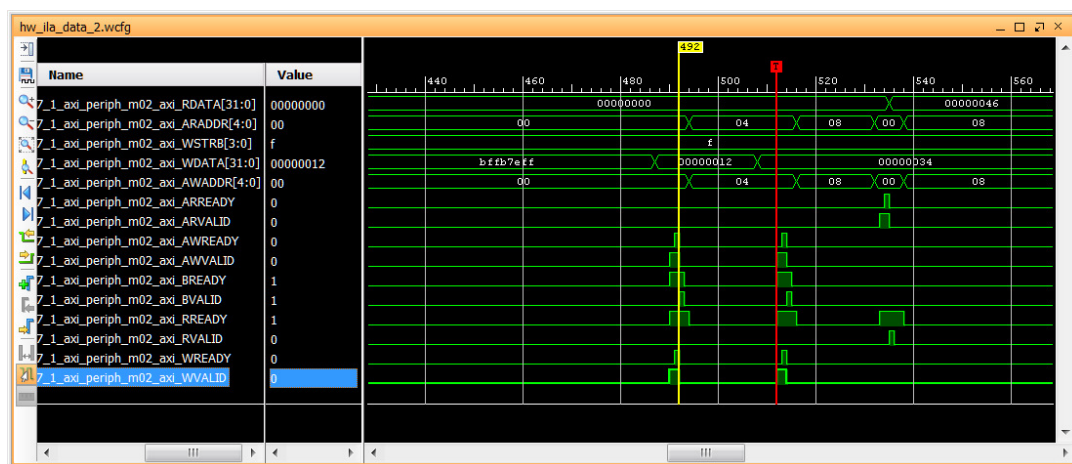 hw_ila_data_2.wcfg
492
Name Value
440 460 480 500 520 540 560
T
7_1_axi_periph_m02_axi_RDATA[31:0] 00000000 00000000 00000046
7_1_axi_periph_m02_axi_ARADDR[4:0] 00 00 04 08 00 08
7_1_axi_periph_m02_axi_WSTRB[3:0] f f
7_1_axi_periph_m02_axi_WDATA[31:0] 00000012 bffb7eff 00000012 00000034
7_1_axi_periph_m02_axi_AWADDR[4:0] 00 00 04 08 00 08
7_1_axi_periph_m02_axi_ARREADY 0
7_1_axi_periph_m02_axi_ARVALID 0
7_1_axi_periph_m02_axi_AWREADY 0
7_1_axi_periph_m02_axi_AWVALID 0
7_1_axi_periph_m02_axi_BREADY 1
7_1_axi_periph_m02_axi_BVALID 1
7_1_axi_periph_m02_axi_RREADY 1
7_1_axi_periph_m02_axi_RVALID 0
7_1_axi_periph_m02_axi_WREADY 0
7_1_axi_periph_m02_axi_WVALID 0